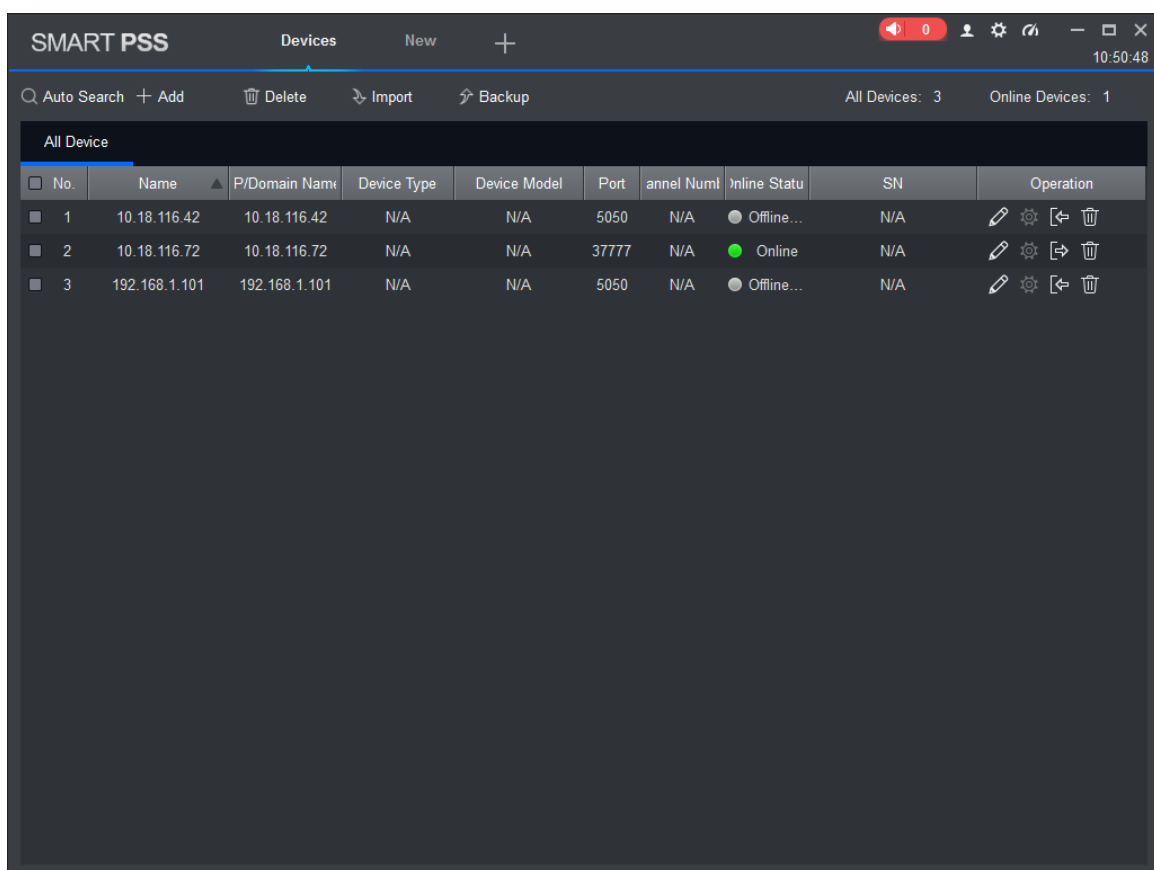 SMART PSS Devices New 0
10:50:48
Auto Search Add Delete Import Backup All Devices: 3 Online Devices: 1
All Device
No. Name P/Domain Name Device Type Device Model Port annel Numb Online Statu SN Operation
1 10.18.116.42 10.18.116.42 N/A N/A 5050 N/A Offline... N/A
2 10.18.116.72 10.18.116.72 N/A N/A 37777 N/A Online N/A
3 192.168.1.101 192.168.1.101 N/A N/A 5050 N/A Offline... N/A